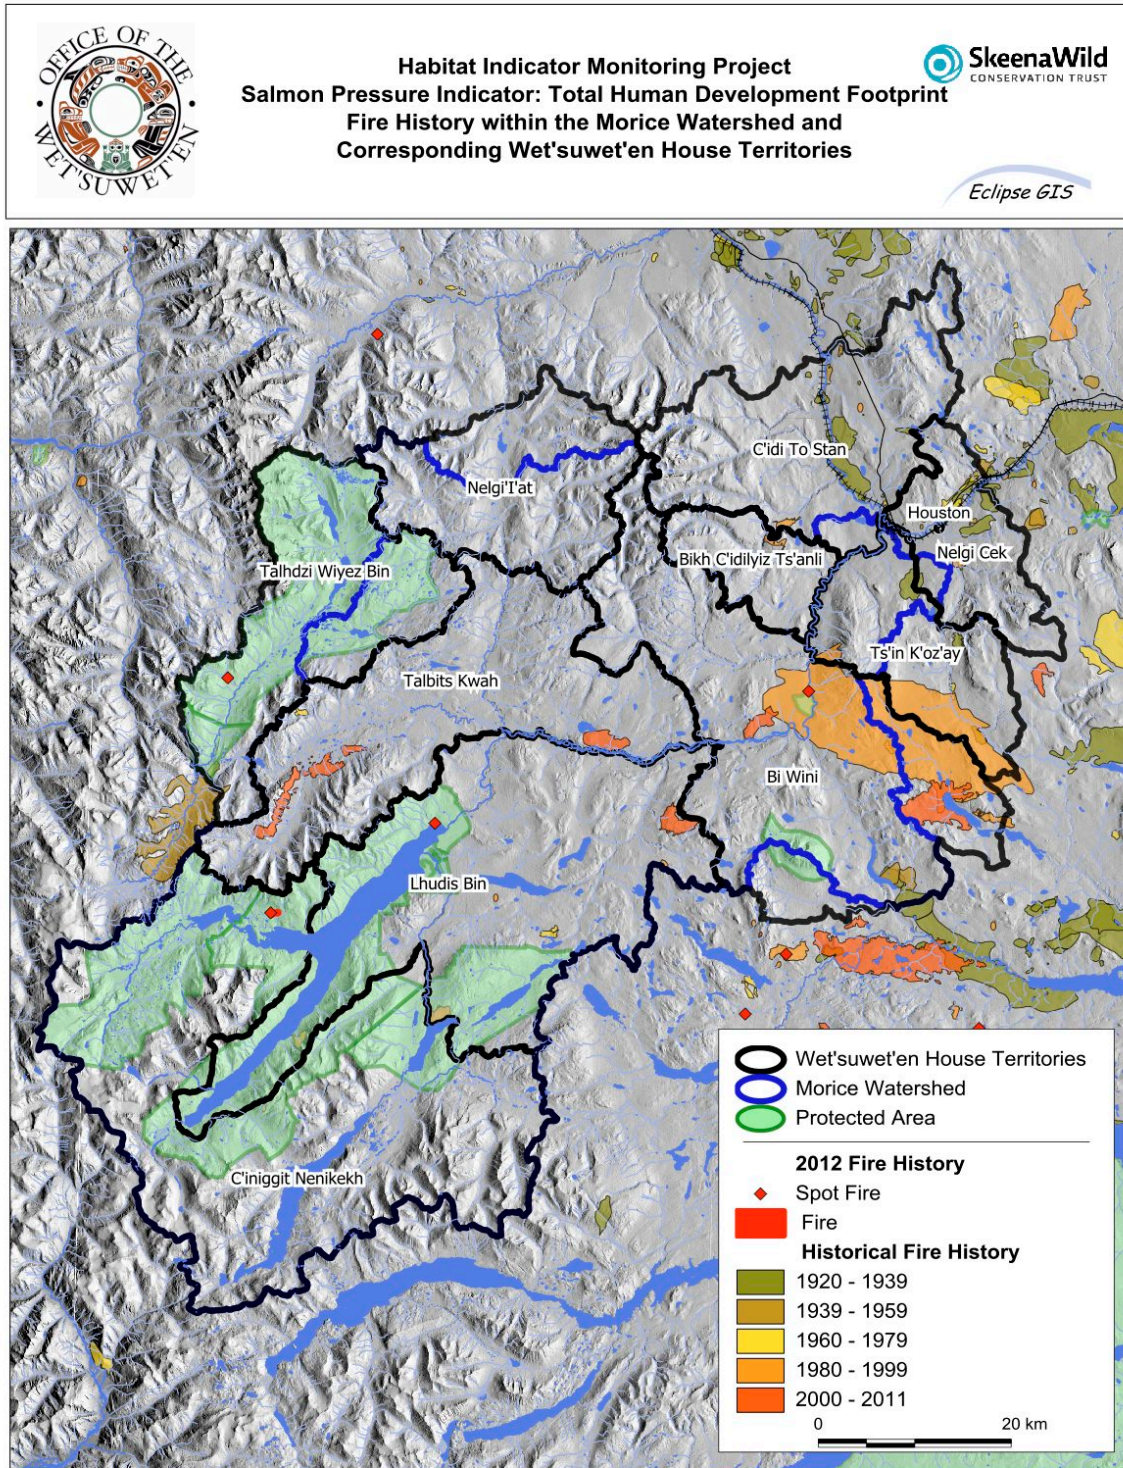 OFFICE OF THE
WET'SUWET'EN
Habitat Indicator Monitoring Project
Salmon Pressure Indicator: Total Human Development Footprint
Fire History within the Morice Watershed and
Corresponding Wet'suwet'en House Territories
SkeenaWild
CONSERVATION TRUST
Eclipse GIS
C'idi To Stan
Nelgi'l'at
Houston
Nelgi Cek
Bikh C'idilyiz Ts'anli
Talhdzi Wiyez Bin
Ts'in K'oz'ay
Talbits Kwah
Bi Wini
Lhudis Bin
C'iniggit Nenikekh
Wet'suwet'en House Territories
Morice Watershed
Protected Area
2012 Fire History
Spot Fire
Fire
Historical Fire History
1920 - 1939
1939 - 1959
1960 - 1979
1980 - 1999
2000 - 2011
0 20 km